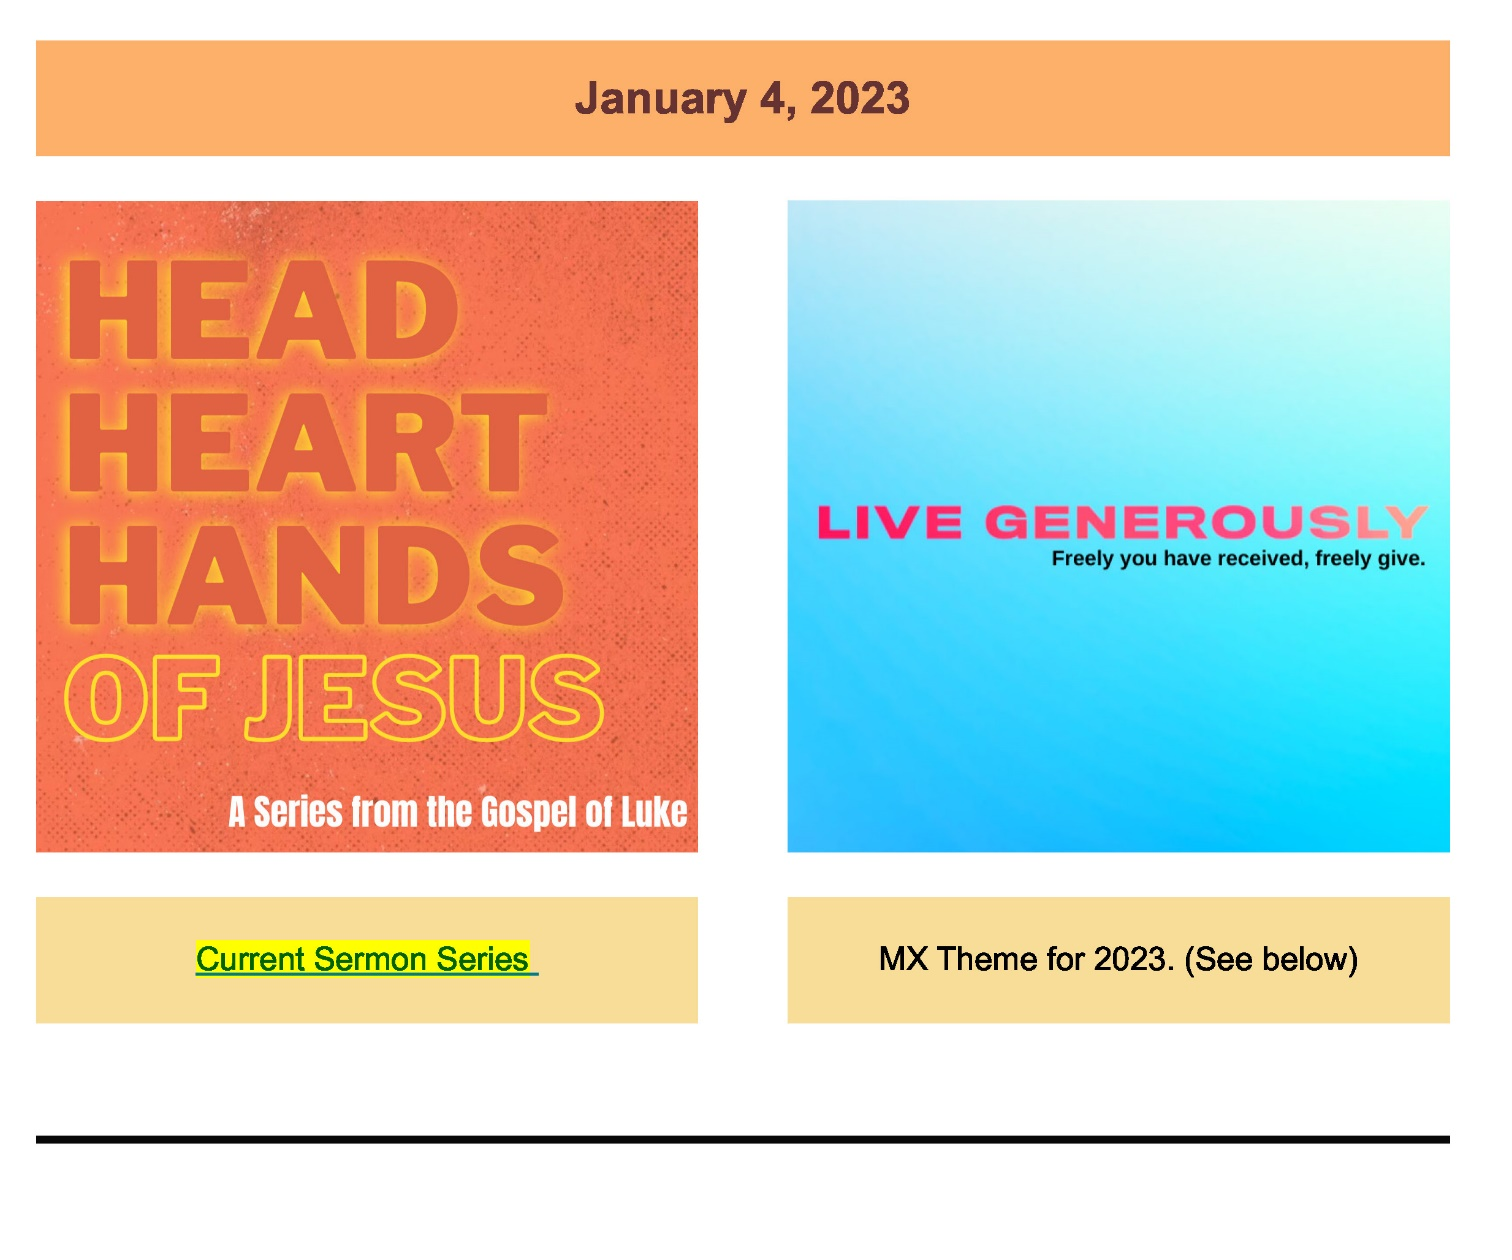 January 4, 2023
HEAD
HEART
HANDS
OF JESUS
A Series from the Gospel of Luke
LIVE GENEROUSLY
Freely you have received, freely give.
Current Sermon Series
MX Theme for 2023. (See below)